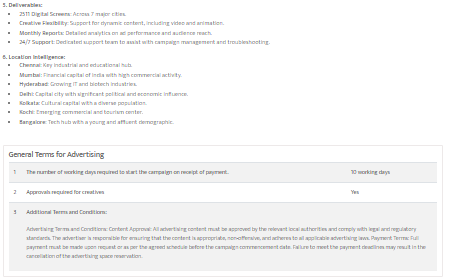 5. Deliverables:
• 2511 Digital Screens: Across 7 major cities.
• Creative Flexibility: Support for dynamic content, including video and animation.
• Monthly Reports: Detailed analytics on ad performance and audience reach.
• 24/7 Support: Dedicated support team to assist with campaign management and troubleshooting.
6. Location Intelligence:
• Chennai: Key industrial and educational hub.
• Mumbai: Financial capital of India with high commercial activity.
• Hyderabad: Growing IT and biotech industries.
• Delhi: Capital city with significant political and economic influence.
• Kolkata: Cultural capital with a diverse population.
• Kochi: Emerging commercial and tourism center.
• Bangalore: Tech hub with a young and affluent demographic.
General Terms for Advertising
1 The number of working days required to start the campaign on receipt of payment. 10 working days
2 Approvals required for creatives Yes
3 Additional Terms and Conditions:
Advertising Terms and Conditions: Content Approval: All advertising content must be approved by the relevant local authorities and comply with legal and regulatory
standards. The advertiser is responsible for ensuring that the content is appropriate, non-offensive, and adheres to all applicable advertising laws. Payment Terms: Full
payment must be made upon request or as per the agreed schedule before the campaign commencement date. Failure to meet the payment deadlines may result in the
cancellation of the advertising space reservation.